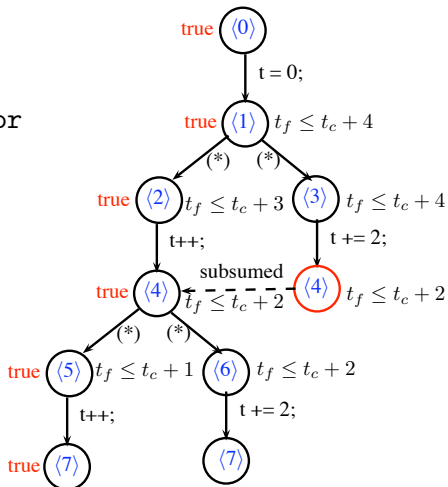 true ⟨0⟩
t = 0;
or
true ⟨1⟩ t_f ≤ t_c + 4
(*) (*)
true ⟨2⟩ t_f ≤ t_c + 3 ⟨3⟩ t_f ≤ t_c + 4
t++; t += 2;
subsumed
true ⟨4⟩ t_f ≤ t_c + 2 ⟨4⟩ t_f ≤ t_c + 2
(*) (*)
true ⟨5⟩ t_f ≤ t_c + 1 ⟨6⟩ t_f ≤ t_c + 2
t++; t += 2;
true ⟨7⟩ ⟨7⟩